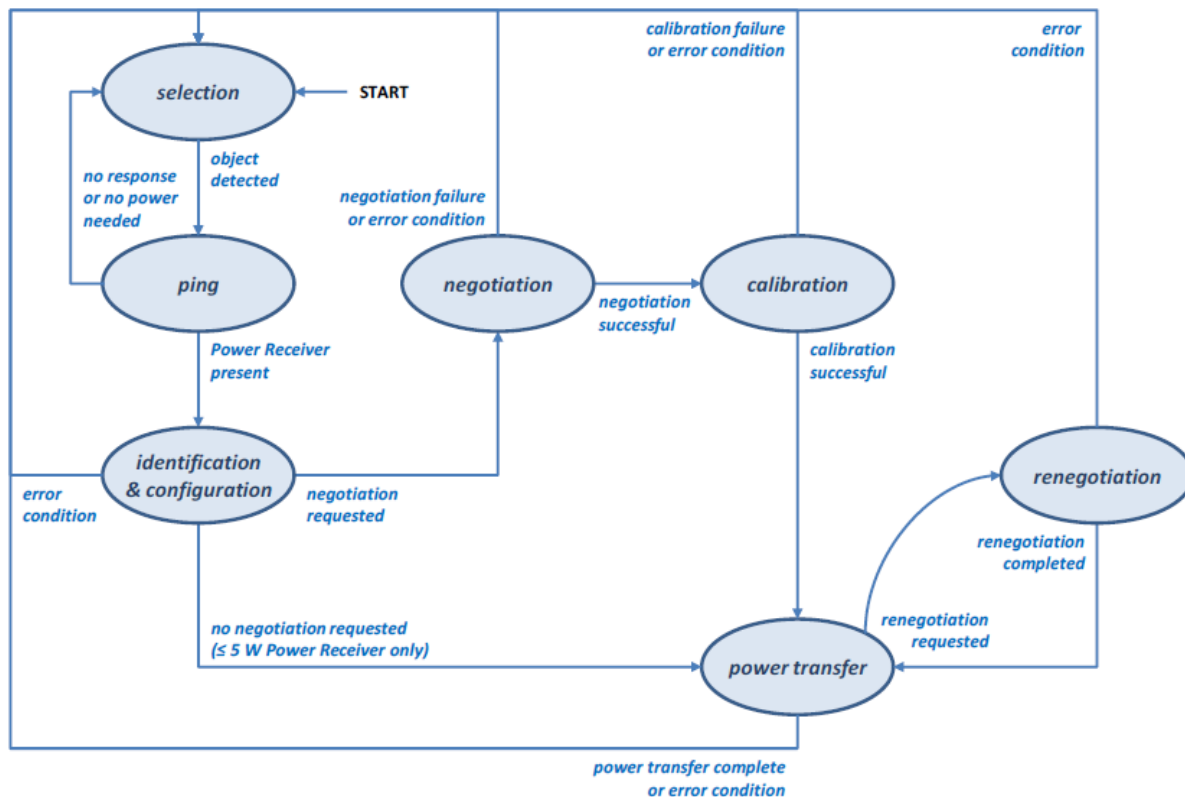 calibration failure
or error condition
error
condition
selection
START
object
detected
no response
or no power
needed
negotiation failure
or error condition
ping
negotiation
calibration
negotiation
successful
Power Receiver
present
calibration
successful
identification
& configuration
renegotiation
error
condition
negotiation
requested
renegotiation
completed
no negotiation requested
(≤ 5 W Power Receiver only)
renegotiation
requested
power transfer
power transfer complete
or error condition